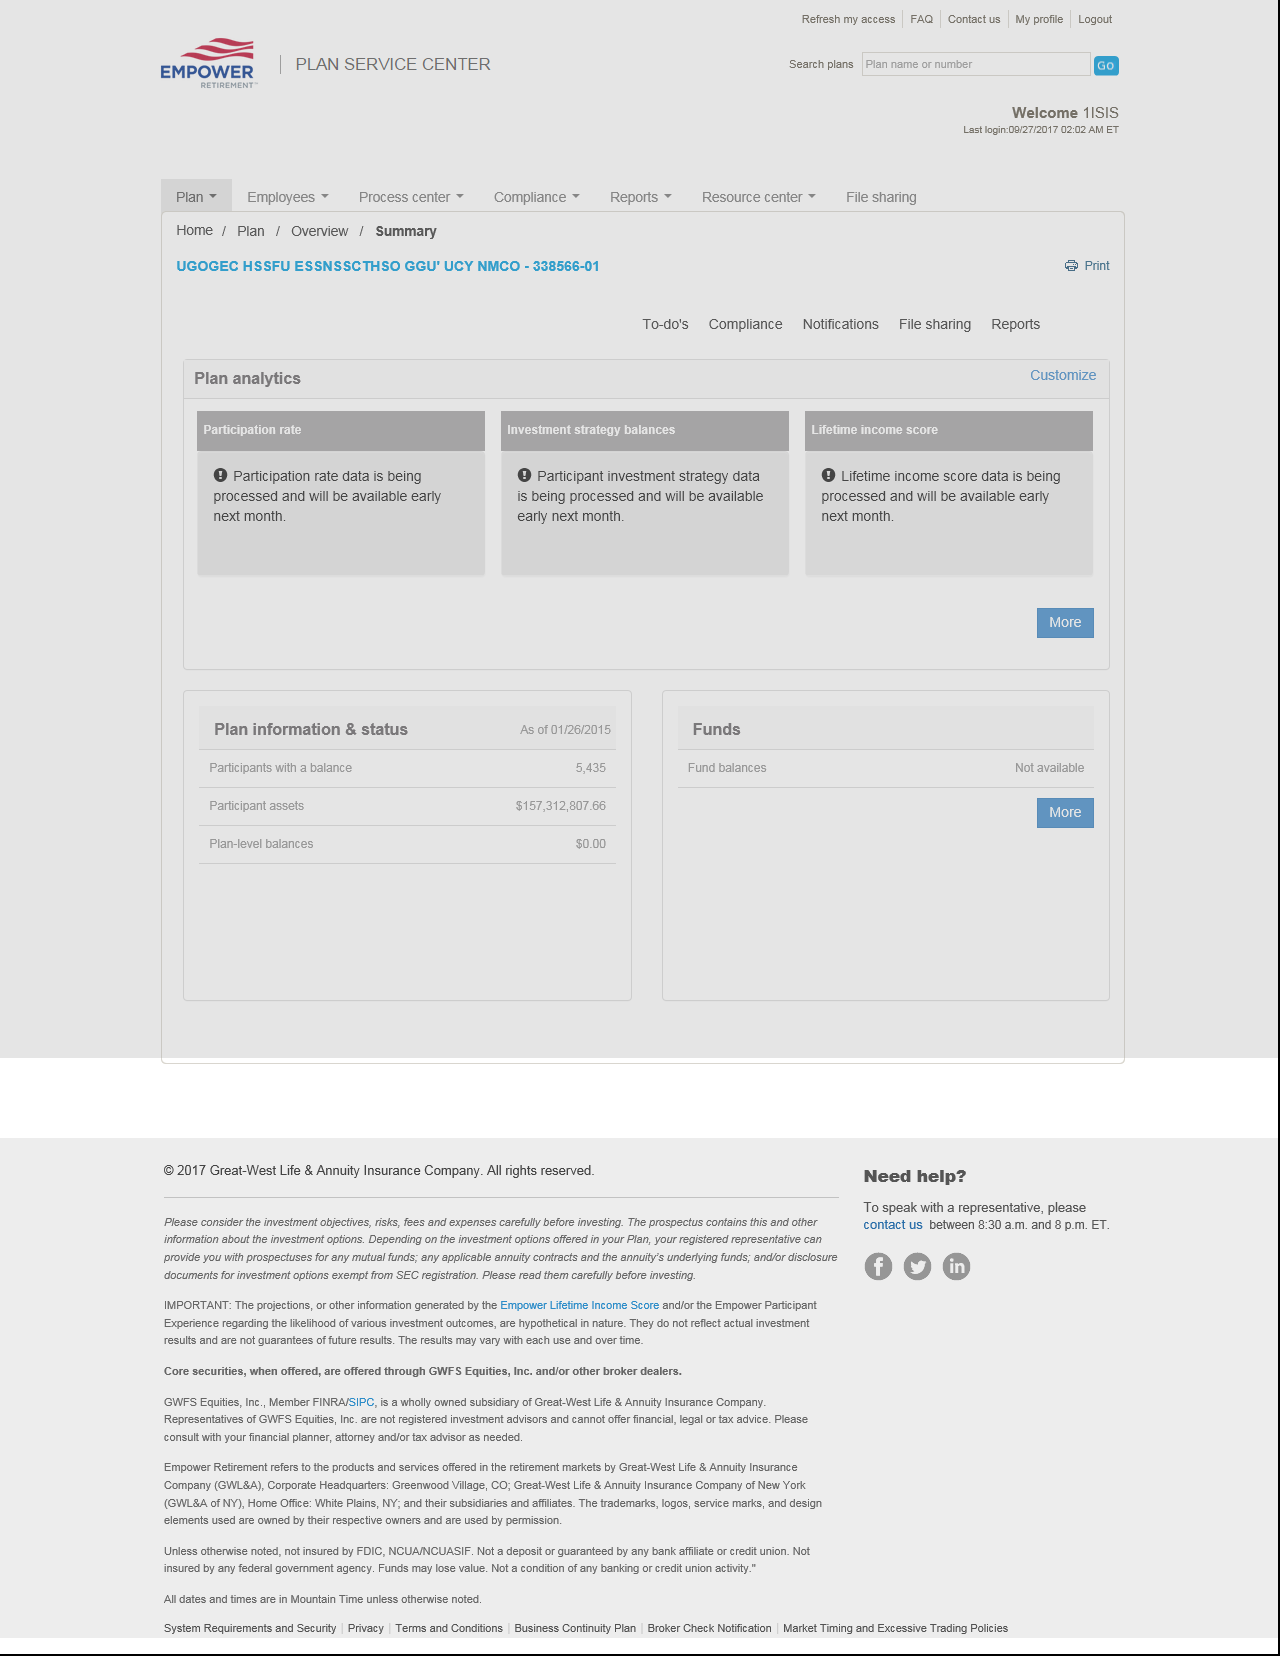 Refresh my access FAQ Contact us My profile Logout
EMPOWER
RETIREMENT™
PLAN SERVICE CENTER
Search plans Plan name or number Go
Welcome 1ISIS
Last login:09/27/2017 02:02 AM ET
Plan Employees Process center Compliance Reports Resource center File sharing
Home / Plan / Overview / Summary
UGOGEC HSSFU ESSNSSCTHSO GGU' UCY NMCO - 338566-01
Print
To-do's Compliance Notifications File sharing Reports
Plan analytics
Customize
Participation rate
Participation rate data is being
processed and will be available early
next month.
Investment strategy balances
Participant investment strategy data
is being processed and will be available
early next month.
Lifetime income score
Lifetime income score data is being
processed and will be available early
next month.
More
Plan information & status As of 01/26/2015
Participants with a balance 5,435
Participant assets $157,312,807.66
Plan-level balances $0.00
Funds
Fund balances Not available
More
© 2017 Great-West Life & Annuity Insurance Company. All rights reserved.
Please consider the investment objectives, risks, fees and expenses carefully before investing. The prospectus contains this and other
information about the investment options. Depending on the investment options offered in your Plan, your registered representative can
provide you with prospectuses for any mutual funds; any applicable annuity contracts and the annuity's underlying funds; and/or disclosure
documents for investment options exempt from SEC registration. Please read them carefully before investing.
IMPORTANT: The projections, or other information generated by the Empower Lifetime Income Score and/or the Empower Participant
Experience regarding the likelihood of various investment outcomes, are hypothetical in nature. They do not reflect actual investment
results and are not guarantees of future results. The results may vary with each use and over time.
Core securities, when offered, are offered through GWFS Equities, Inc. and/or other broker dealers.
GWFS Equities, Inc., Member FINRA/SIPC, is a wholly owned subsidiary of Great-West Life & Annuity Insurance Company.
Representatives of GWFS Equities, Inc. are not registered investment advisors and cannot offer financial, legal or tax advice. Please
consult with your financial planner, attorney and/or tax advisor as needed.
Empower Retirement refers to the products and services offered in the retirement markets by Great-West Life & Annuity Insurance
Company (GWL&A), Corporate Headquarters: Greenwood Village, CO; Great-West Life & Annuity Insurance Company of New York
(GWL&A of NY), Home Office: White Plains, NY; and their subsidiaries and affiliates. The trademarks, logos, service marks, and design
elements used are owned by their respective owners and are used by permission.
Unless otherwise noted, not insured by FDIC, NCUA/NCUASIF. Not a deposit or guaranteed by any bank affiliate or credit union. Not
insured by any federal government agency. Funds may lose value. Not a condition of any banking or credit union activity."
All dates and times are in Mountain Time unless otherwise noted.
Need help?
To speak with a representative, please
contact us between 8:30 a.m. and 8 p.m. ET.
System Requirements and Security | Privacy | Terms and Conditions | Business Continuity Plan | Broker Check Notification | Market Timing and Excessive Trading Policies